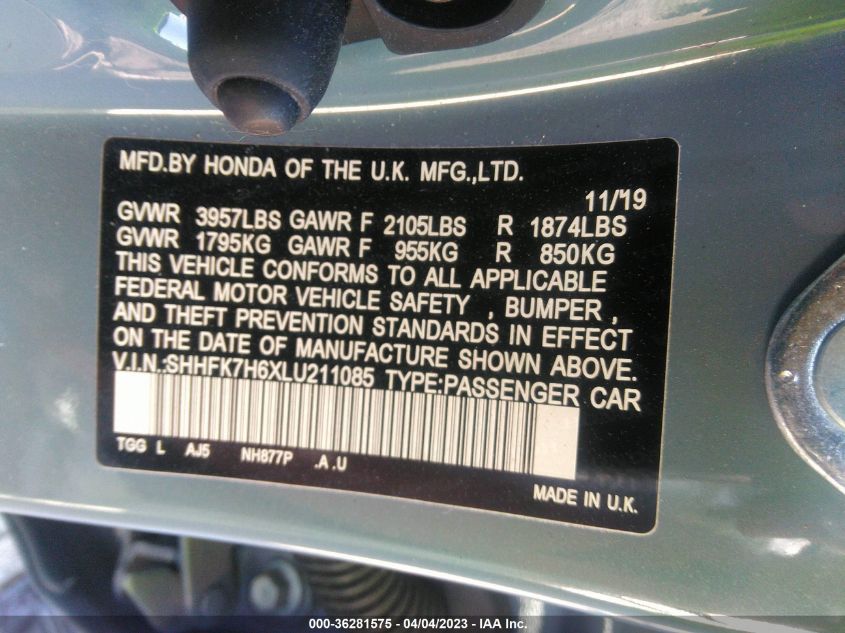 MFD.BY HONDA OF THE U.K. MFG.,LTD.
11/'19
GVWR 3957LBS GAWR F 2105LBS R 1874LBS
GVWR 1795KG GAWR F 955KG R 850KG
THIS VEHICLE CONFORMS TO ALL APPLICABLE
FEDERAL MOTOR VEHICLE SAFETY , BUMPER ,
AND THEFT PREVENTION STANDARDS IN EFFECT
ON THE DATE OF MANUFACTURE SHOWN ABOVE.
V.I.N.:SHHFK7H6XLU211085 TYPE:PASSENGER CAR
TGG L AJ5 NH877P .A .U
MADE IN U.K.
000-36281575 - 04/04/2023 - IAA Inc.